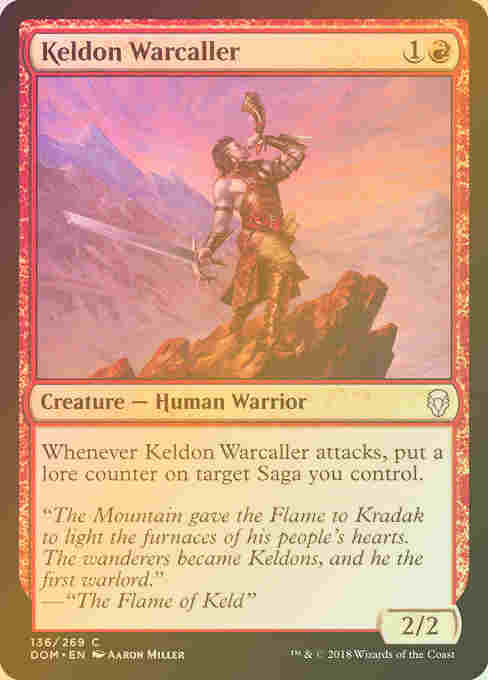 Keldon Warcaller 1
Creature — Human Warrior
Whenever Keldon Warcaller attacks, put a
lore counter on target Saga you control.
“The Mountain gave the Flame to Kradak
to light the furnaces of his people’s hearts.
The wanderers became Keldons, and he the
first warlord.”
—“The Flame of Keld”
2/2
136/269 C
DOM • EN Aaron Miller
™ & © 2018 Wizards of the Coast